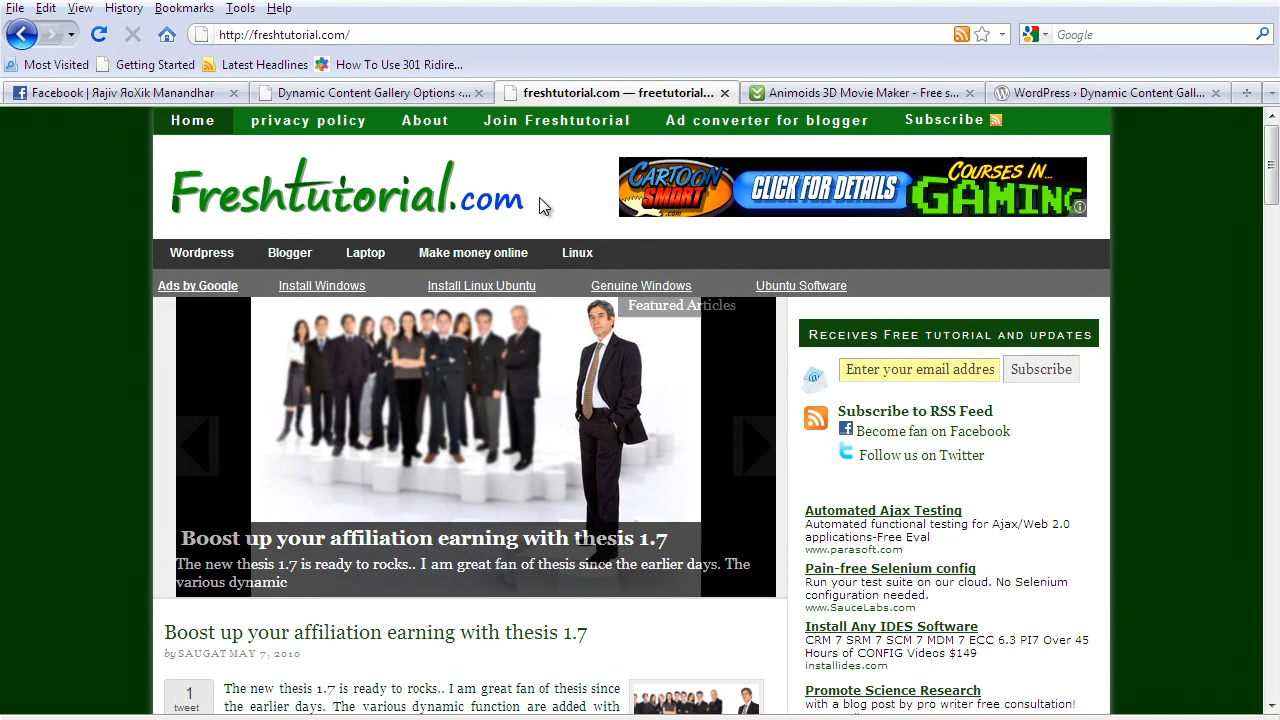 File Edit View History Bookmarks Tools Help
http://freshtutorial.com/
Google
Most Visited Getting Started Latest Headlines How To Use 301 Ridire...
Facebook | Яajiv ЯoXik Manandhar
Dynamic Content Gallery Options ‹...
freshtutorial.com — freetutorial...
Animoids 3D Movie Maker - Free s...
WordPress › Dynamic Content Gall...
Home privacy policy About Join Freshtutorial Ad converter for blogger Subscribe
Freshtutorial.com
CARTOON SMART .com
CLICK FOR DETAILS
COURSES IN...
GAMING
Wordpress Blogger Laptop Make money online Linux
Ads by Google Install Windows Install Linux Ubuntu Genuine Windows Ubuntu Software
Featured Articles
Boost up your affiliation earning with thesis 1.7
The new thesis 1.7 is ready to rocks.. I am great fan of thesis since the earlier days. The
various dynamic
Boost up your affiliation earning with thesis 1.7
by SAUGAT MAY 7, 2010
1
tweet
The new thesis 1.7 is ready to rocks.. I am great fan of thesis since
the earlier days. The various dynamic function are added with
RECEIVES FREE TUTORIAL AND UPDATES
Enter your email addres
Subscribe
Subscribe to RSS Feed
Become fan on Facebook
Follow us on Twitter
Automated Ajax Testing
Automated functional testing for Ajax/Web 2.0
applications-Free Eval
www.parasoft.com
Pain-free Selenium config
Run your test suite on our cloud. No Selenium
configuration needed.
www.SauceLabs.com
Install Any IDES Software
CRM 7 SRM 7 SCM 7 MDM 7 ECC 6.3 PI7 Over 45
Hours of CONFIG Videos $149
installides.com
Promote Science Research
with a blog post by pro writer free consultation!